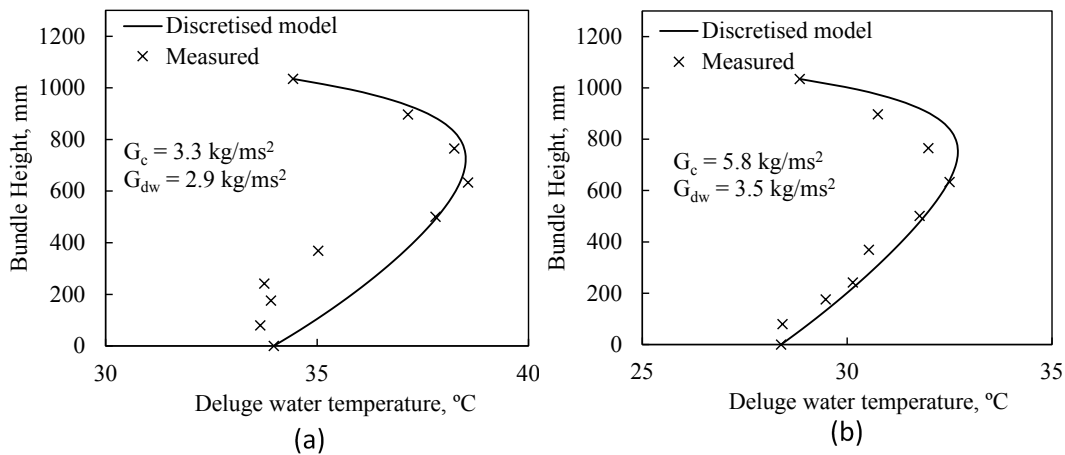 1200
1000
800
600
400
200
0
Bundle Height, mm
Discretised model
Measured
G_c = 3.3 kg/ms²
G_dw = 2.9 kg/ms²
30
35
40
Deluge water temperature, ºC
(a)
1200
1000
800
600
400
200
0
Bundle Height, mm
Discretised model
Measured
G_c = 5.8 kg/ms²
G_dw = 3.5 kg/ms²
25
30
35
Deluge water temperature, ºC
(b)